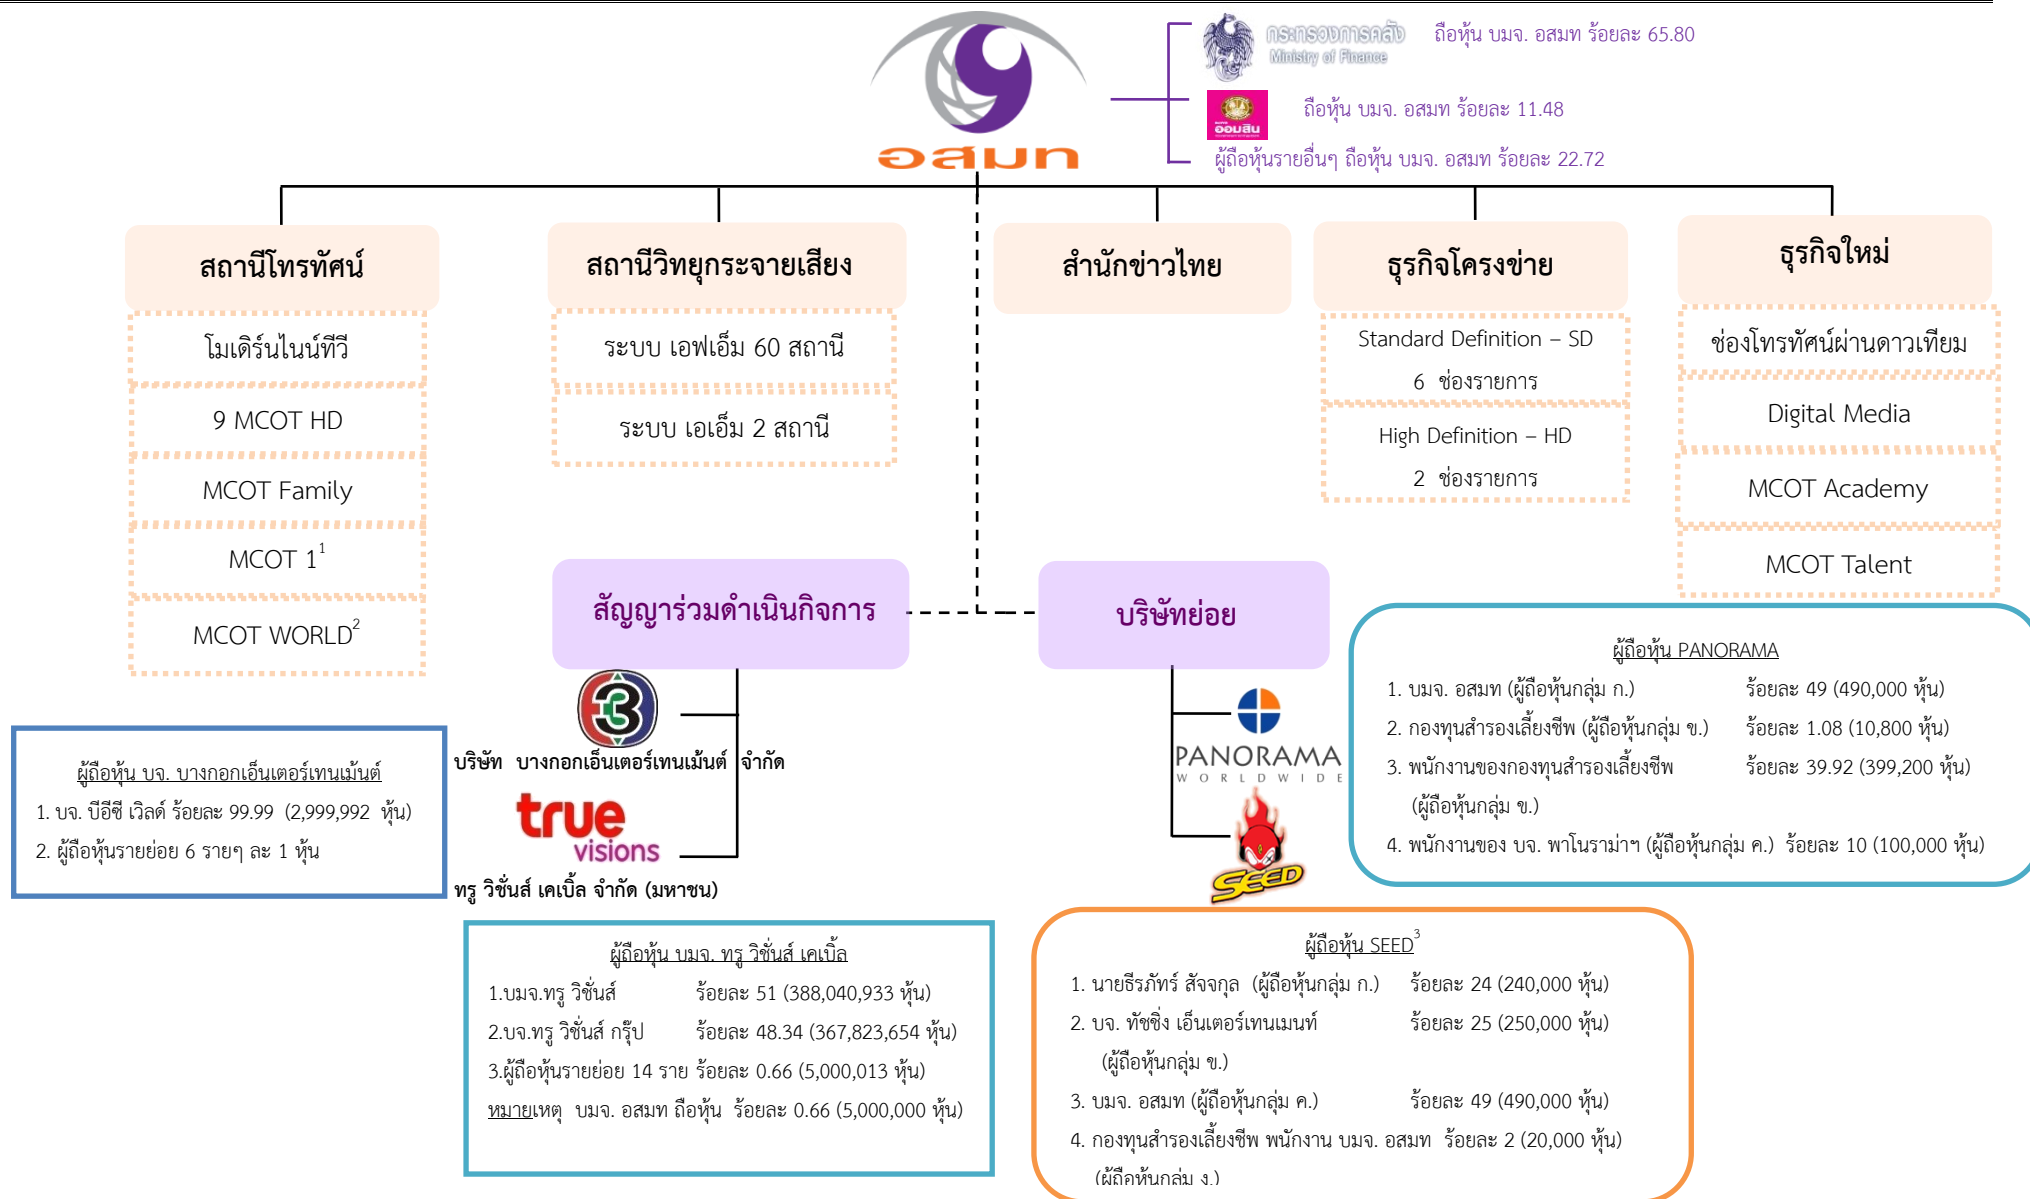 กระทรวงการคลัง
Ministry of Finance
ถือหุ้น บมจ. อสมท ร้อยละ 65.80
ออมสิน
ถือหุ้น บมจ. อสมท ร้อยละ 11.48
ผู้ถือหุ้นรายอื่นๆ ถือหุ้น บมจ. อสมท ร้อยละ 22.72
อสมท
สถานีโทรทัศน์
โมเดิร์นไนน์ทีวี
9 MCOT HD
MCOT Family
MCOT 1¹
MCOT WORLD²
สถานีวิทยุกระจายเสียง
ระบบ เอฟเอ็ม 60 สถานี
ระบบ เอเอ็ม 2 สถานี
สำนักข่าวไทย
ธุรกิจโครงข่าย
Standard Definition – SD
6 ช่องรายการ
High Definition – HD
2 ช่องรายการ
ธุรกิจใหม่
ช่องโทรทัศน์ผ่านดาวเทียม
Digital Media
MCOT Academy
MCOT Talent
สัญญาร่วมดำเนินกิจการ
3
บริษัท บางกอกเอ็นเตอร์เทนเม้นต์ จำกัด
true
visions
ทรู วิชั่นส์ เคเบิ้ล จำกัด (มหาชน)
บริษัทย่อย
PANORAMA
WORLDWIDE
SEED
ผู้ถือหุ้น บจ. บางกอกเอ็นเตอร์เทนเม้นต์
1. บจ. บีอีซี เวิลด์ ร้อยละ 99.99 (2,999,992 หุ้น)
2. ผู้ถือหุ้นรายย่อย 6 รายๆ ละ 1 หุ้น
ผู้ถือหุ้น PANORAMA
1. บมจ. อสมท (ผู้ถือหุ้นกลุ่ม ก.) ร้อยละ 49 (490,000 หุ้น)
2. กองทุนสำรองเลี้ยงชีพ (ผู้ถือหุ้นกลุ่ม ข.) ร้อยละ 1.08 (10,800 หุ้น)
3. พนักงานของกองทุนสำรองเลี้ยงชีพ ร้อยละ 39.92 (399,200 หุ้น)
(ผู้ถือหุ้นกลุ่ม ข.)
4. พนักงานของ บจ. พาโนราม่าฯ (ผู้ถือหุ้นกลุ่ม ค.) ร้อยละ 10 (100,000 หุ้น)
ผู้ถือหุ้น บมจ. ทรู วิชั่นส์ เคเบิ้ล
1.บมจ.ทรู วิชั่นส์ ร้อยละ 51 (388,040,933 หุ้น)
2.บจ.ทรู วิชั่นส์ กรุ๊ป ร้อยละ 48.34 (367,823,654 หุ้น)
3.ผู้ถือหุ้นรายย่อย 14 ราย ร้อยละ 0.66 (5,000,013 หุ้น)
หมายเหตุ บมจ. อสมท ถือหุ้น ร้อยละ 0.66 (5,000,000 หุ้น)
ผู้ถือหุ้น SEED³
1. นายธีรภัทร์ สัจจกุล (ผู้ถือหุ้นกลุ่ม ก.) ร้อยละ 24 (240,000 หุ้น)
2. บจ. ทัชชิ่ง เอ็นเตอร์เทนเมนท์ ร้อยละ 25 (250,000 หุ้น)
(ผู้ถือหุ้นกลุ่ม ข.)
3. บมจ. อสมท (ผู้ถือหุ้นกลุ่ม ค.) ร้อยละ 49 (490,000 หุ้น)
4. กองทุนสำรองเลี้ยงชีพ พนักงาน บมจ. อสมท ร้อยละ 2 (20,000 หุ้น)
(ผู้ถือหุ้นกลุ่ม ง.)